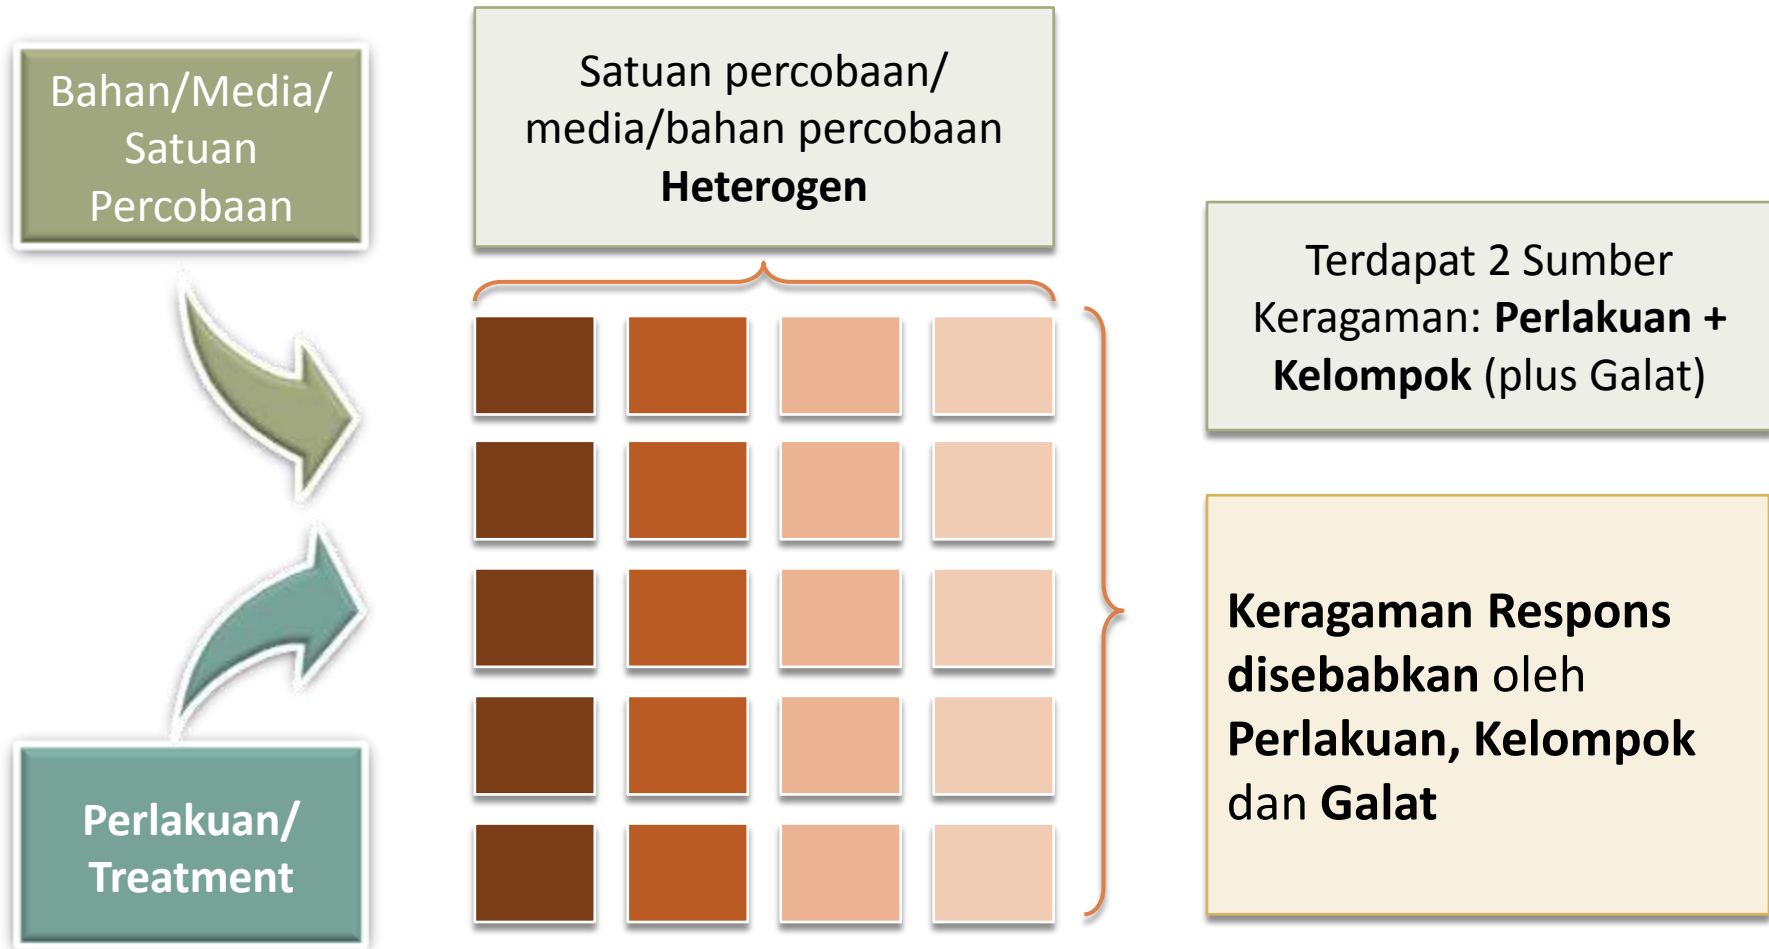 Bahan/Media/
Satuan
Percobaan
Satuan percobaan/
media/bahan percobaan
Heterogen
Terdapat 2 Sumber
Keragaman: Perlakuan +
Kelompok (plus Galat)
Keragaman Respons
disebabkan oleh
Perlakuan, Kelompok
dan Galat
Perlakuan/
Treatment